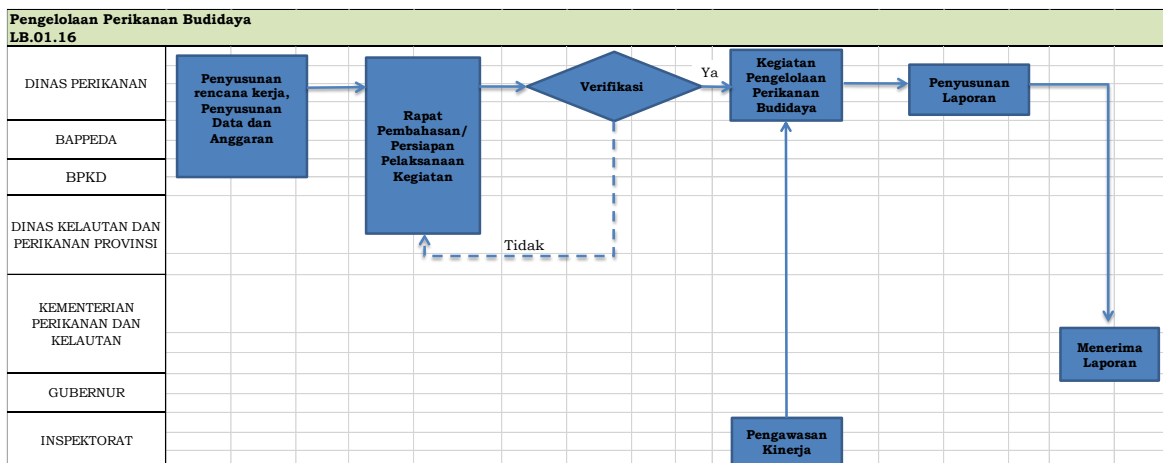 Pengelolaan Perikanan Budidaya
LB.01.16
DINAS PERIKANAN
BAPPEDA
BPKD
DINAS KELAUTAN DAN
PERIKANAN PROVINSI
KEMENTERIAN
PERIKANAN DAN
KELAUTAN
GUBERNUR
INSPEKTORAT
Penyusunan
rencana kerja,
Penyusunan
Data dan
Anggaran
Rapat
Pembahasan/
Persiapan
Pelaksanaan
Kegiatan
Verifikasi
Ya
Tidak
Kegiatan
Pengelolaan
Perikanan
Budidaya
Penyusunan
Laporan
Menerima
Laporan
Pengawasan
Kinerja